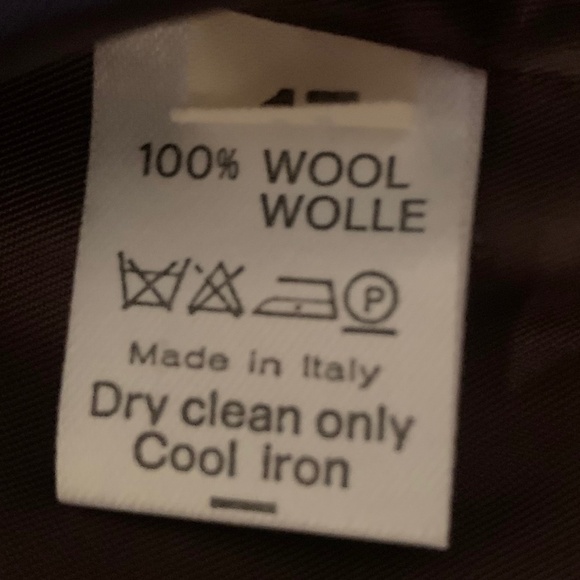 100% WOOL
WOLLE
P
Made in Italy
Dry clean only
Cool iron